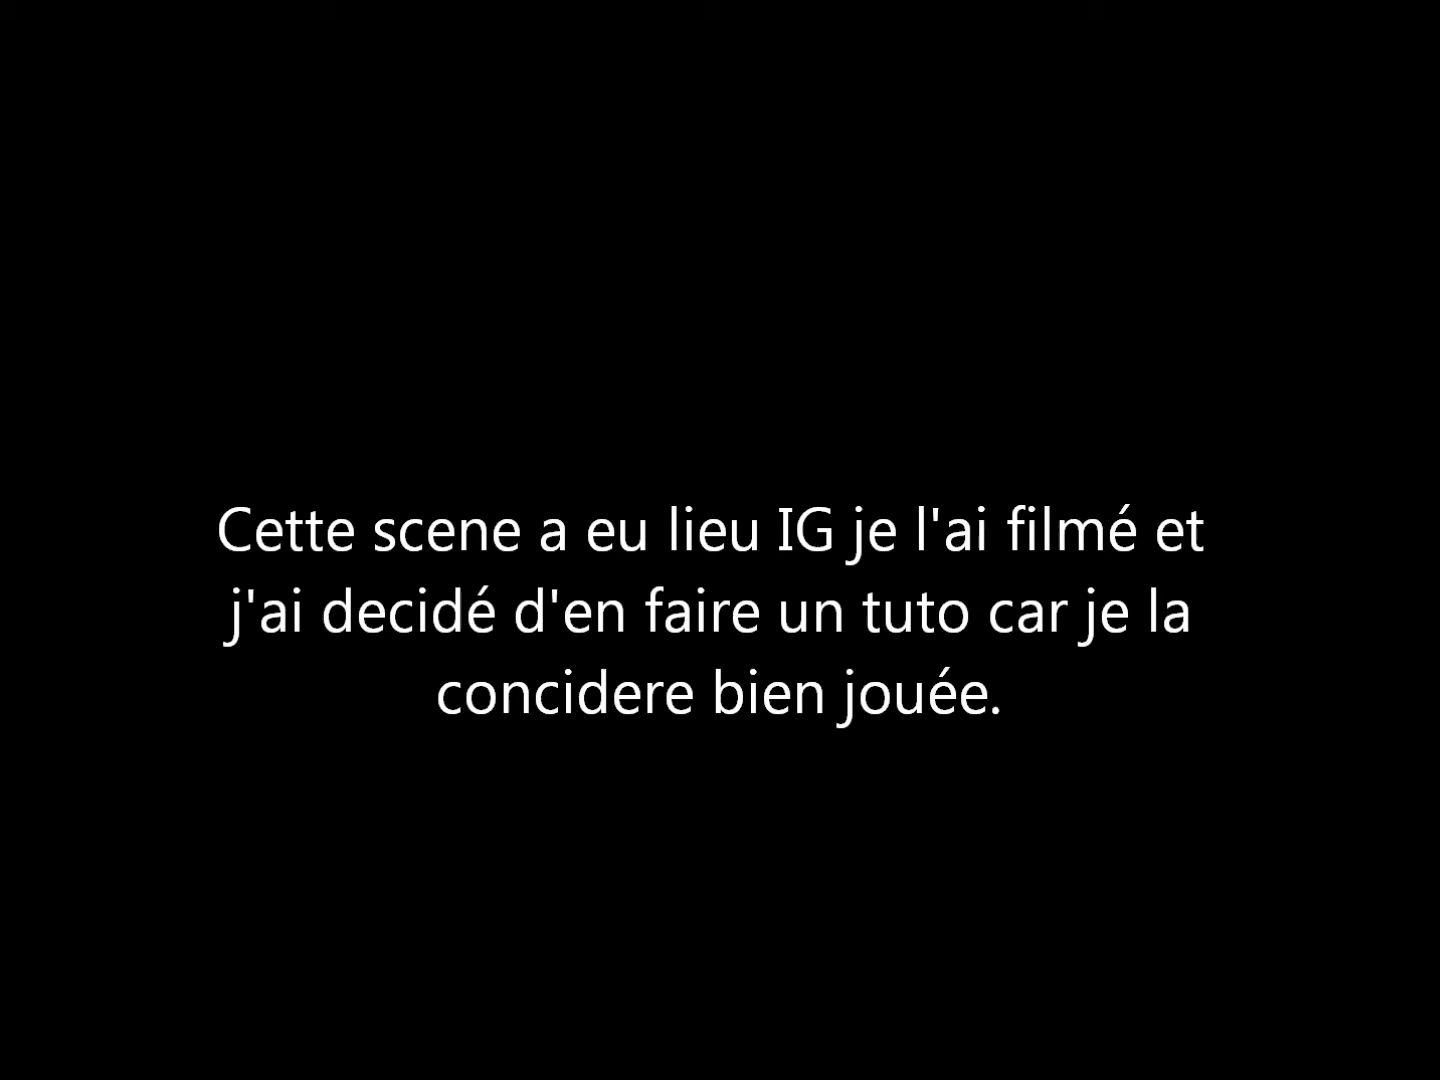 Cette scene a eu lieu IG je l'ai filmé et
j'ai decidé d'en faire un tuto car je la
concidere bien jouée.